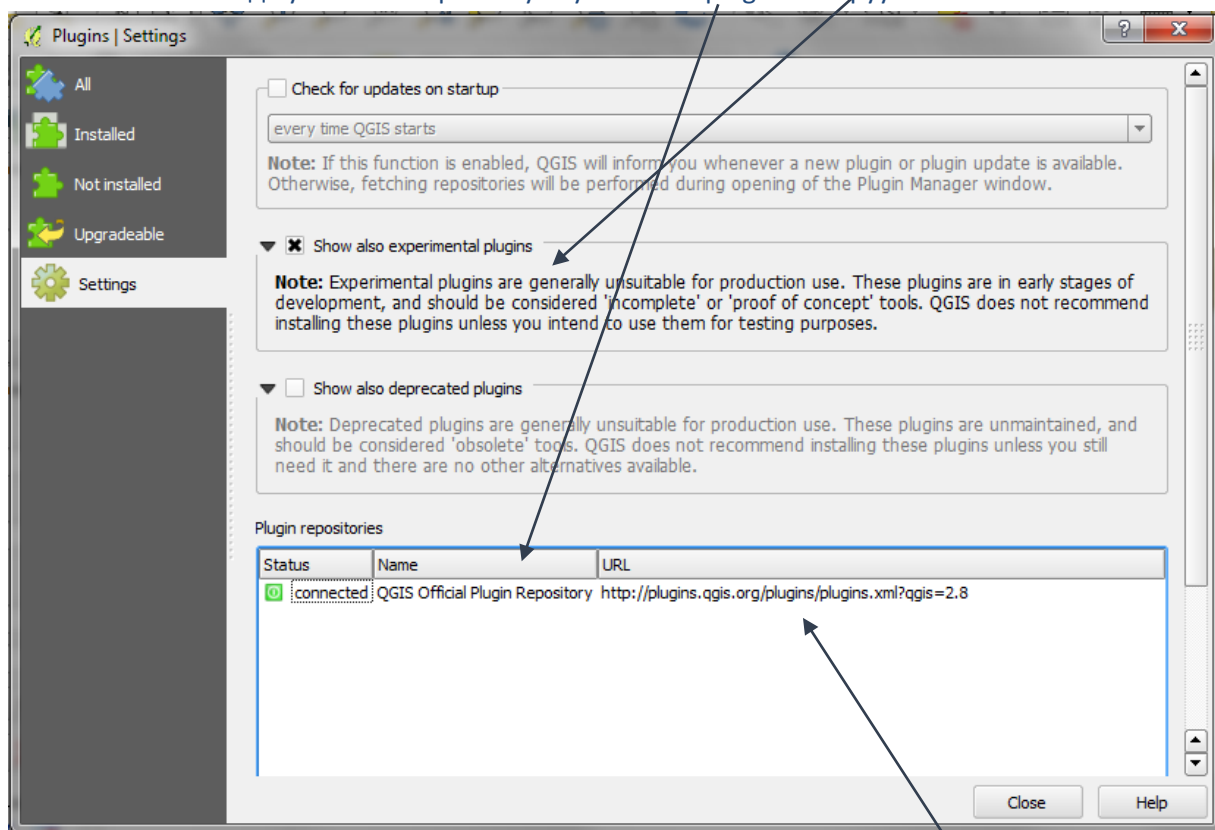 Plugins | Settings
All
Installed
Not installed
Upgradeable
Settings
Check for updates on startup
every time QGIS starts
Note: If this function is enabled, QGIS will inform you whenever a new plugin or plugin update is available.
Otherwise, fetching repositories will be performed during opening of the Plugin Manager window.
Show also experimental plugins
Note: Experimental plugins are generally unsuitable for production use. These plugins are in early stages of
development, and should be considered 'incomplete' or 'proof of concept' tools. QGIS does not recommend
installing these plugins unless you intend to use them for testing purposes.
Show also deprecated plugins
Note: Deprecated plugins are generally unsuitable for production use. These plugins are unmaintained, and
should be considered 'obsolete' tools. QGIS does not recommend installing these plugins unless you still
need it and there are no other alternatives available.
Plugin repositories
Status Name URL
connected QGIS Official Plugin Repository http://plugins.qgis.org/plugins/plugins.xml?qgis=2.8
Close Help